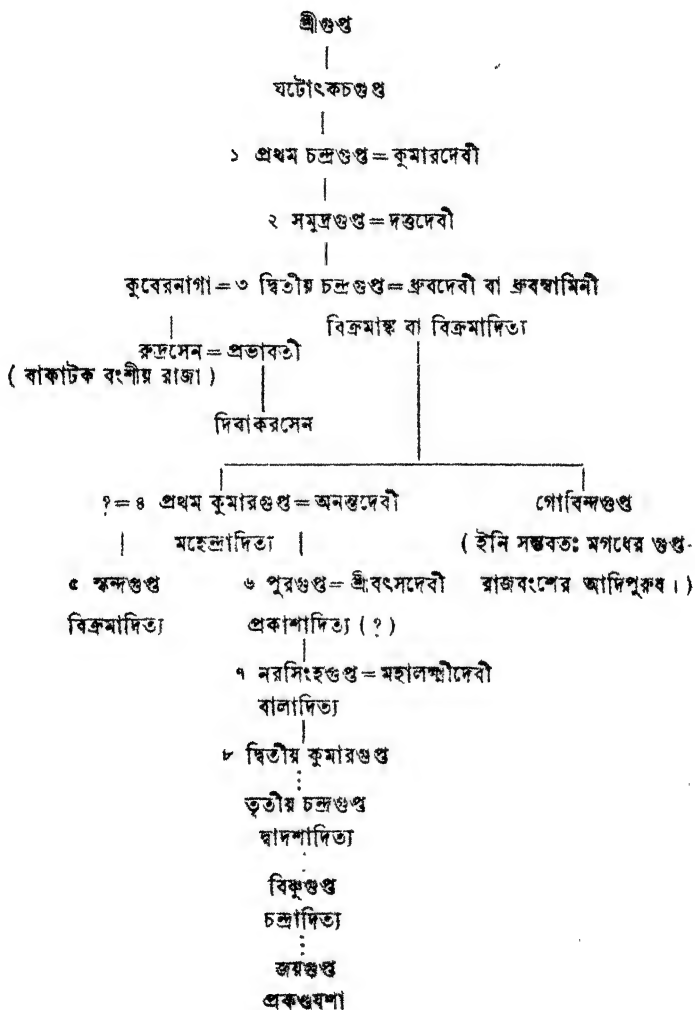 শ্রীগুপ্ত
ঘটোৎকচগুপ্ত
১ প্রথম চন্দ্রগুপ্ত = কুমারদেবী
২ সমুদ্রগুপ্ত = দত্তদেবী
কুবেরনাগা = ৩ দ্বিতীয় চন্দ্রগুপ্ত = ধ্রুবদেবী বা ধ্রুবস্বামিনী
বিক্রমাঙ্ক বা বিক্রমাদিত্য
রুদ্রসেন = প্রভাবতী
( বাকাটক বংশীয় রাজা )
দিবাকরসেন
? = ৪ প্রথম কুমারগুপ্ত = অনন্তদেবী গোবিন্দগুপ্ত
মহেন্দ্রাদিত্য ( ইনি সম্ভবতঃ মগধের গুপ্ত-
৫ স্কন্দগুপ্ত ৬ পুরগুপ্ত = শ্রীবৎসদেবী রাজবংশের আদিপুরুষ। )
বিক্রমাদিত্য প্রকাশাদিত্য ( ? )
৭ নরসিংহগুপ্ত = মহালক্ষ্মীদেবী
বালাদিত্য
৮ দ্বিতীয় কুমারগুপ্ত
তৃতীয় চন্দ্রগুপ্ত
দ্বাদশাদিত্য
বিষ্ণুগুপ্ত
চন্দ্রাদিত্য
জয়গুপ্ত
প্রকণ্ডযশা